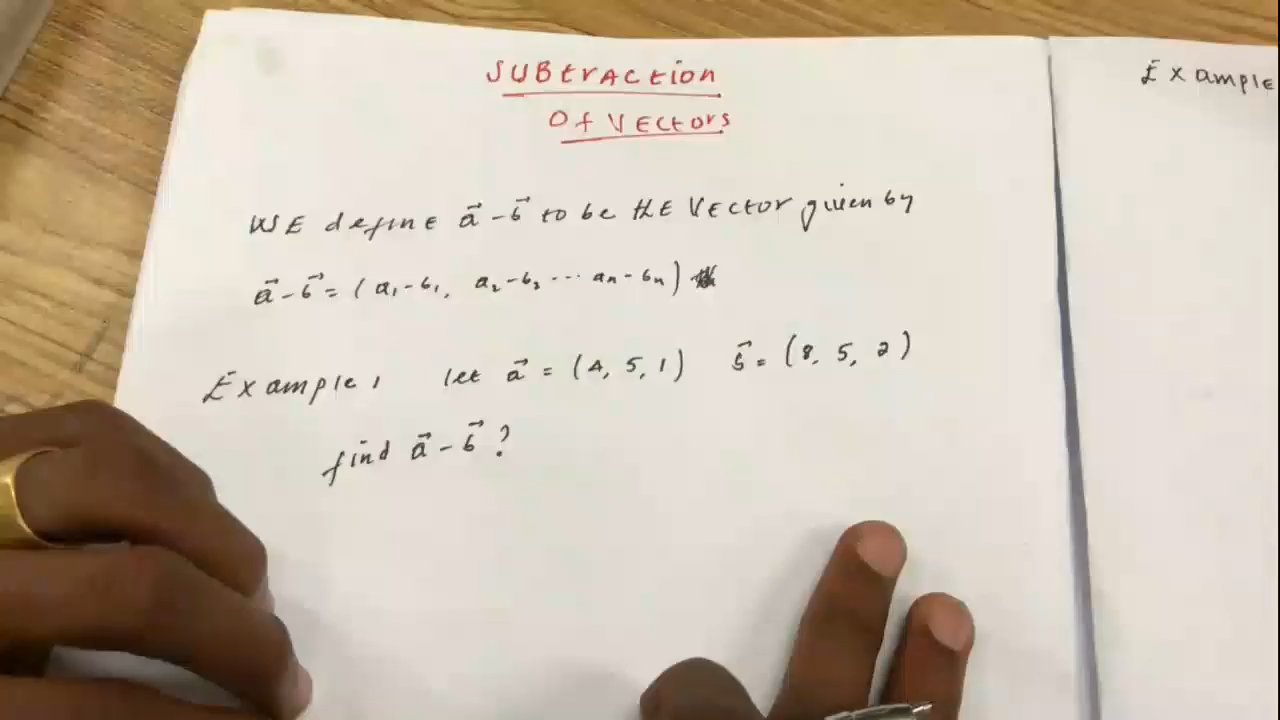 SUBtrACtion
Of VECtors
WE define a⃗ - b⃗ to be tHE VECTOR given by
a⃗ - b⃗ = (a₁-b₁, a₂-b₂ ... an-bn)
Example 1 let a⃗ = (4, 5, 1) b⃗ = (8, 5, 2)
find a⃗ - b⃗ ?
Example